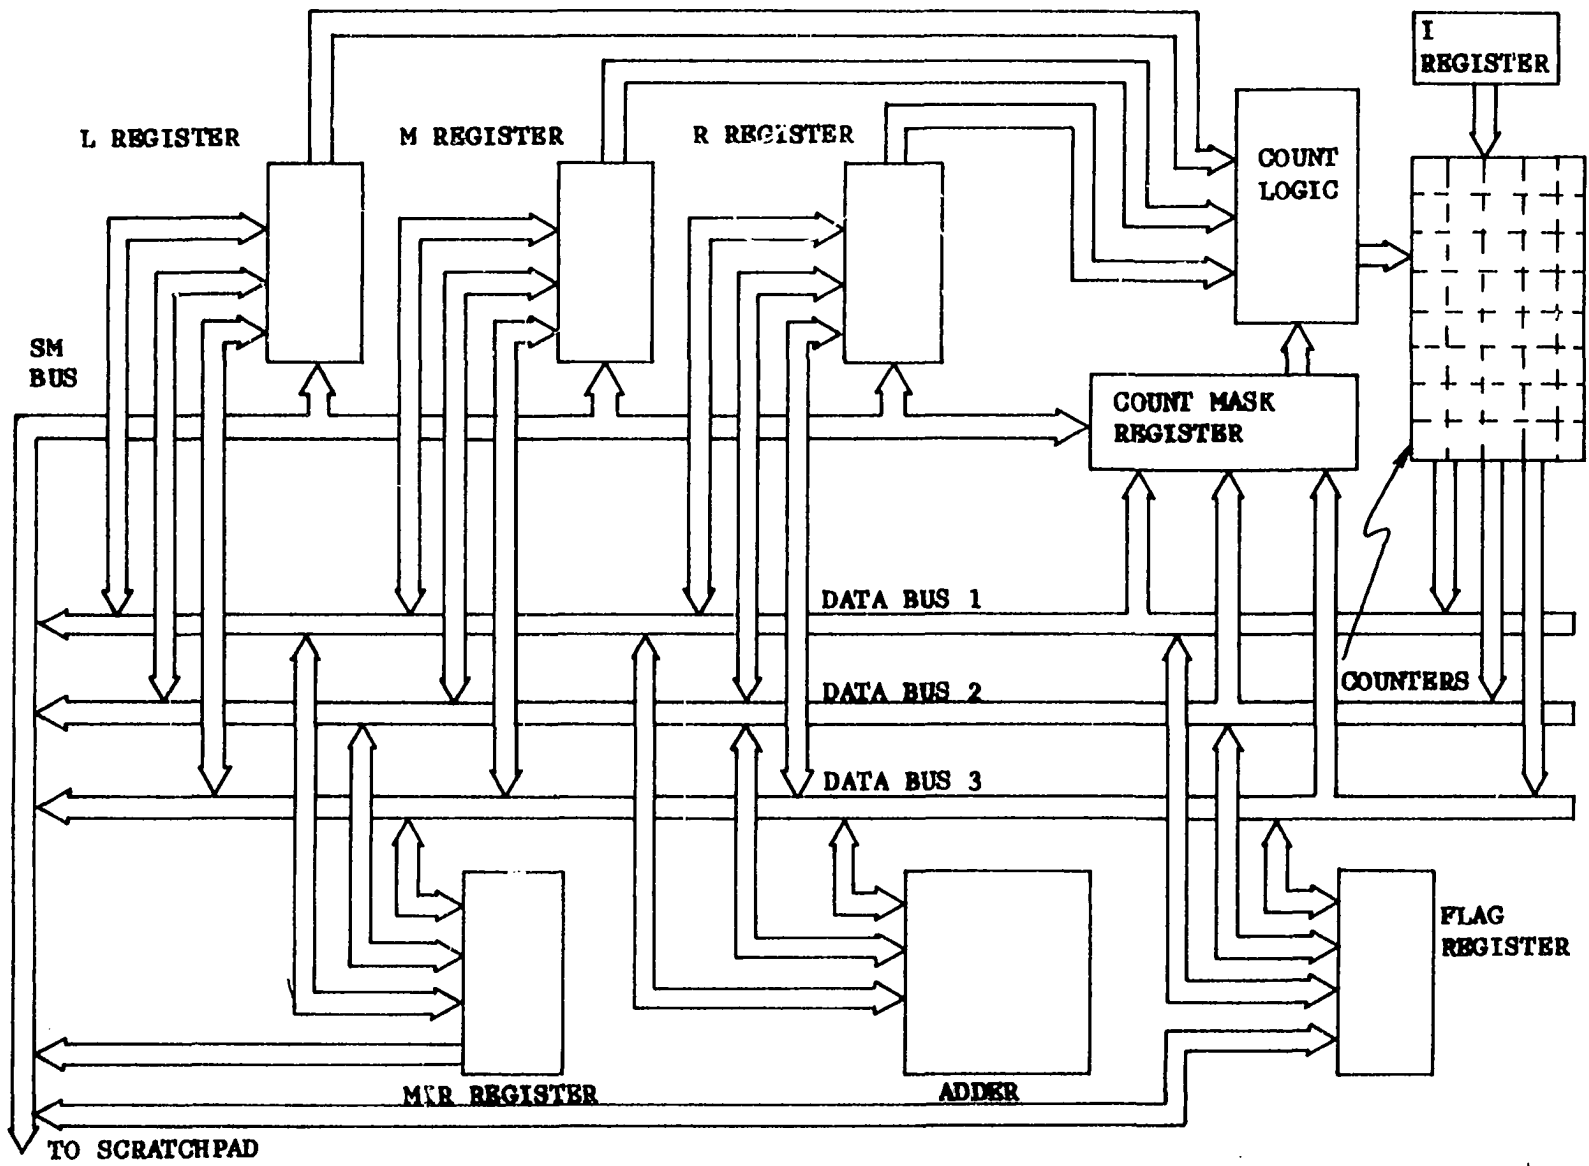 I
REGISTER
L REGISTER
M REGISTER
R REGISTER
COUNT
LOGIC
SM
BUS
COUNT MASK
REGISTER
DATA BUS 1
DATA BUS 2
COUNTERS
DATA BUS 3
FLAG
REGISTER
REGISTER
ADDER
TO SCRATCHPAD